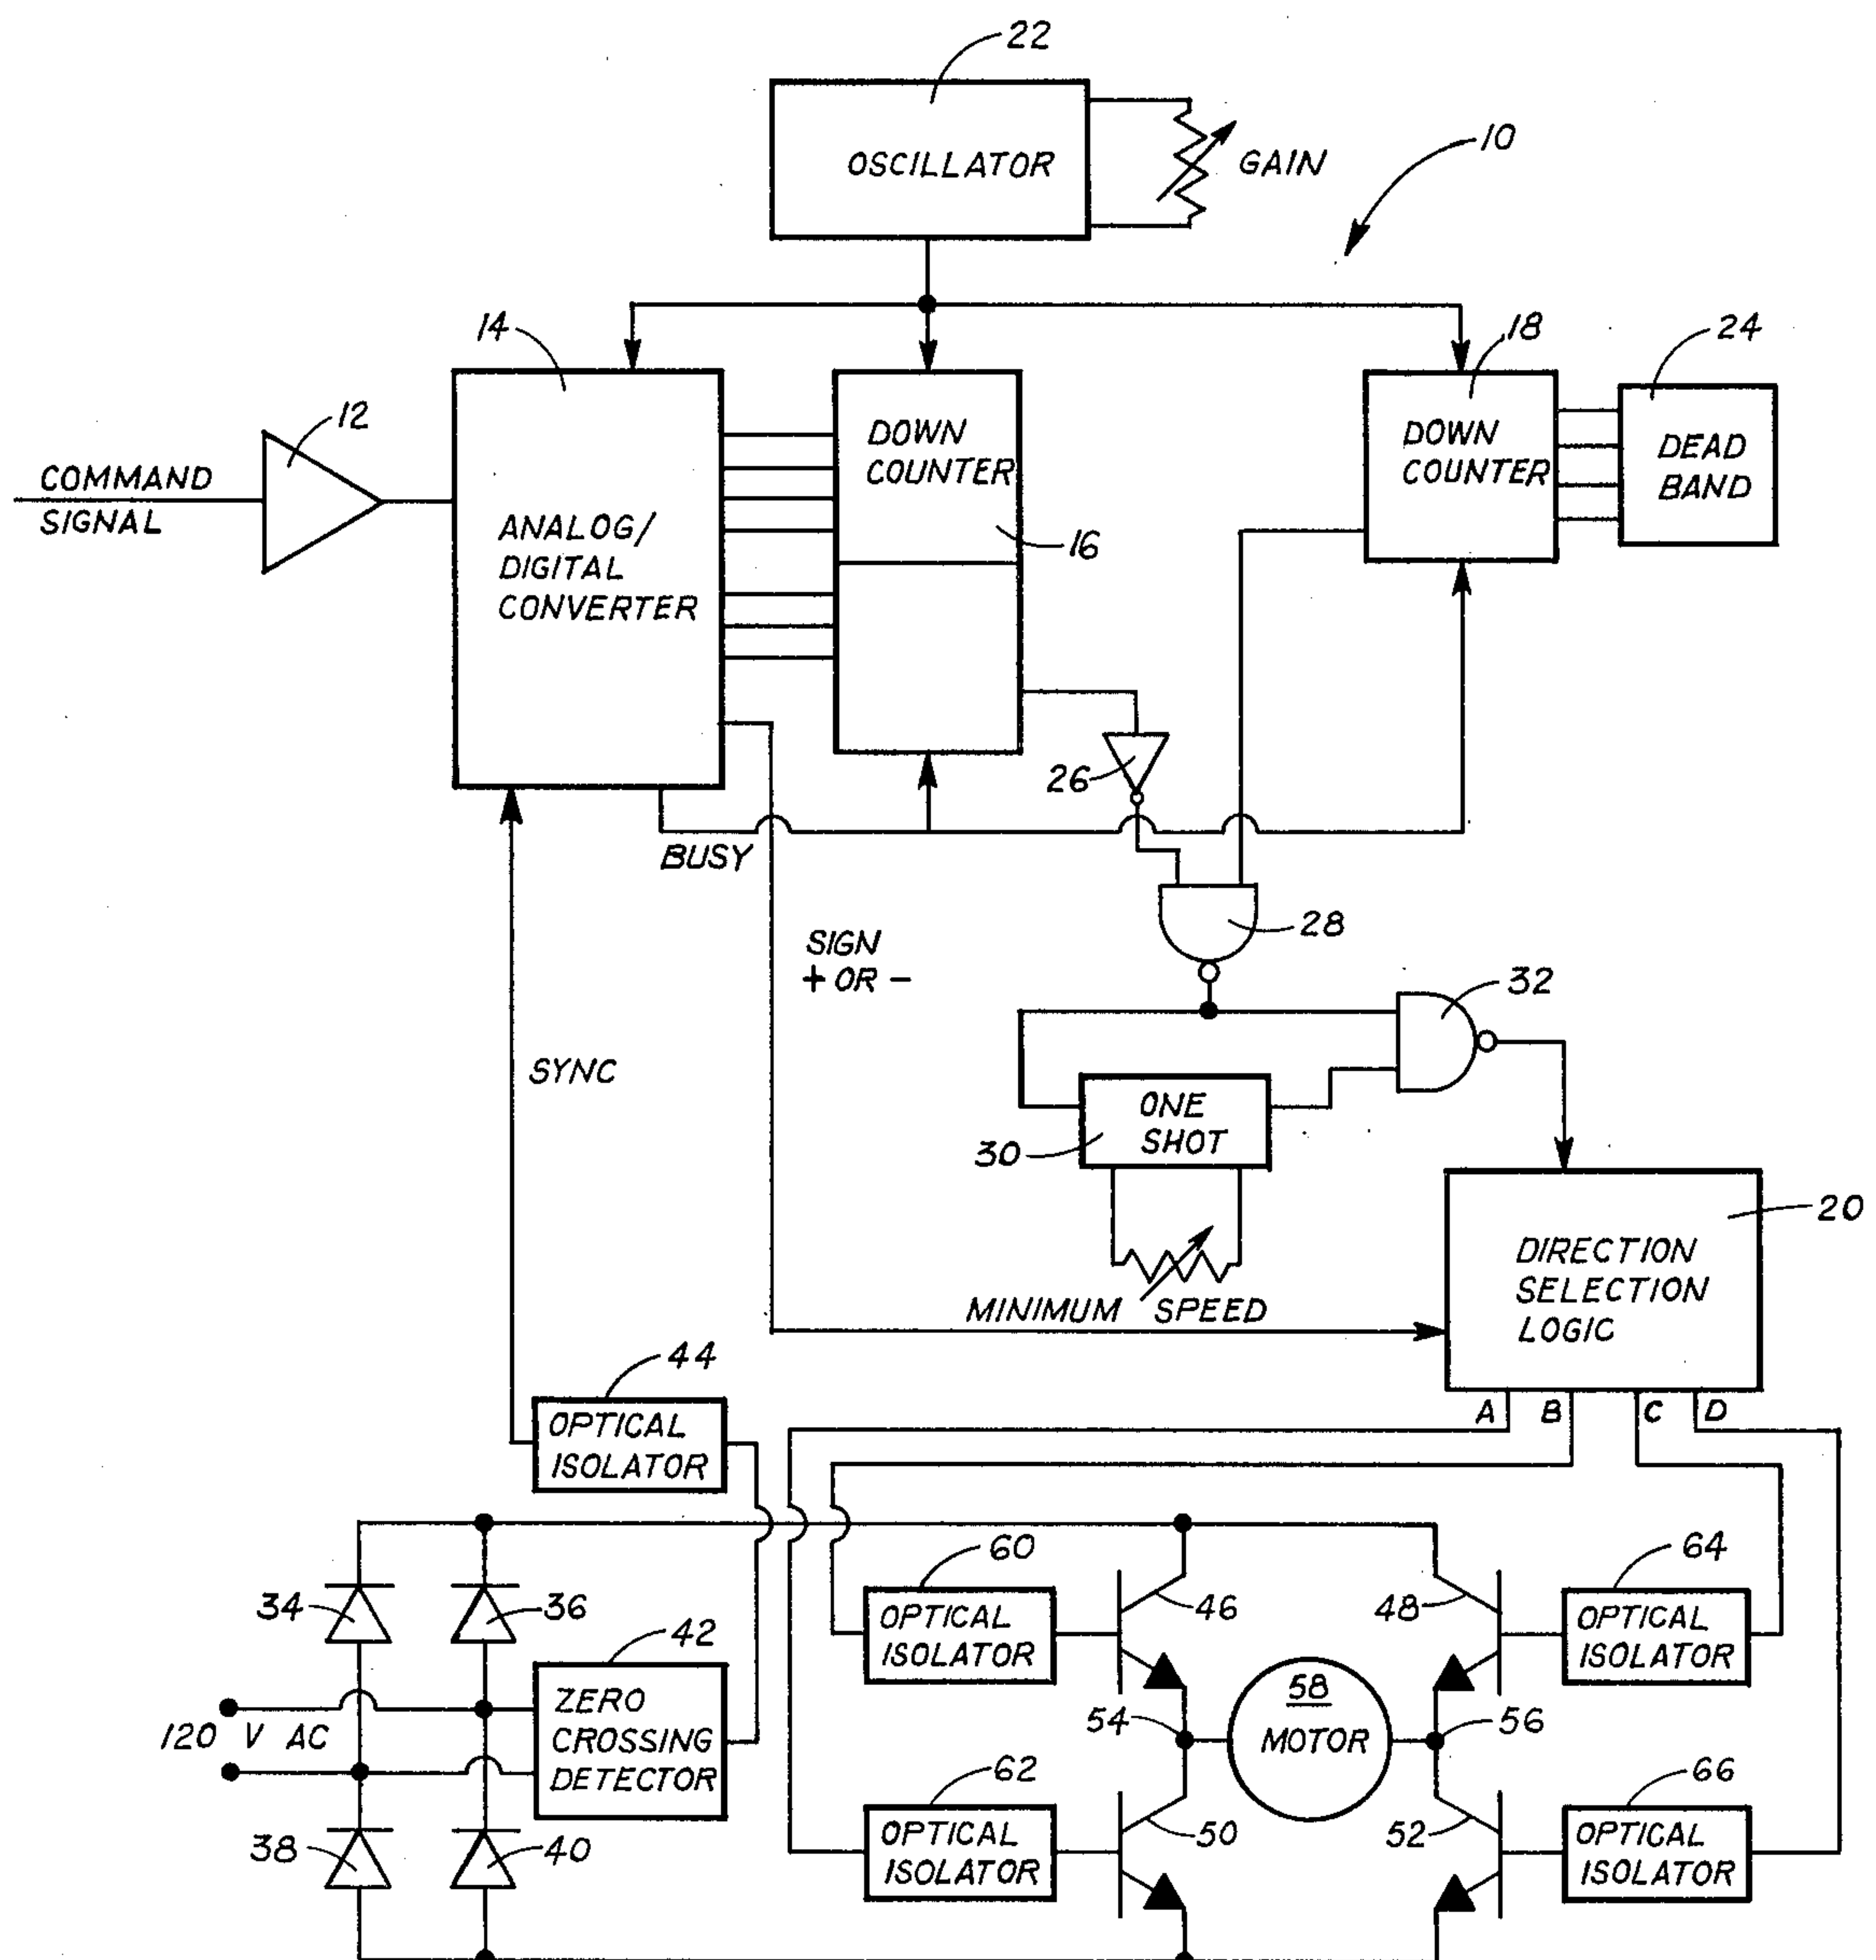 22
OSCILLATOR
GAIN
10
14
18
24
12
COMMAND
SIGNAL
ANALOG/
DIGITAL
CONVERTER
DOWN
COUNTER
16
DOWN
COUNTER
DEAD
BAND
26
BUSY
28
SIGN
+ OR -
32
SYNC
ONE
SHOT
30
20
DIRECTION
SELECTION
LOGIC
MINIMUM SPEED
44
A B C D
OPTICAL
ISOLATOR
60
64
34
36
46
48
OPTICAL
ISOLATOR
OPTICAL
ISOLATOR
42
ZERO
CROSSING
DETECTOR
120 V AC
58
MOTOR
54
56
62
66
38
40
50
52
OPTICAL
ISOLATOR
OPTICAL
ISOLATOR